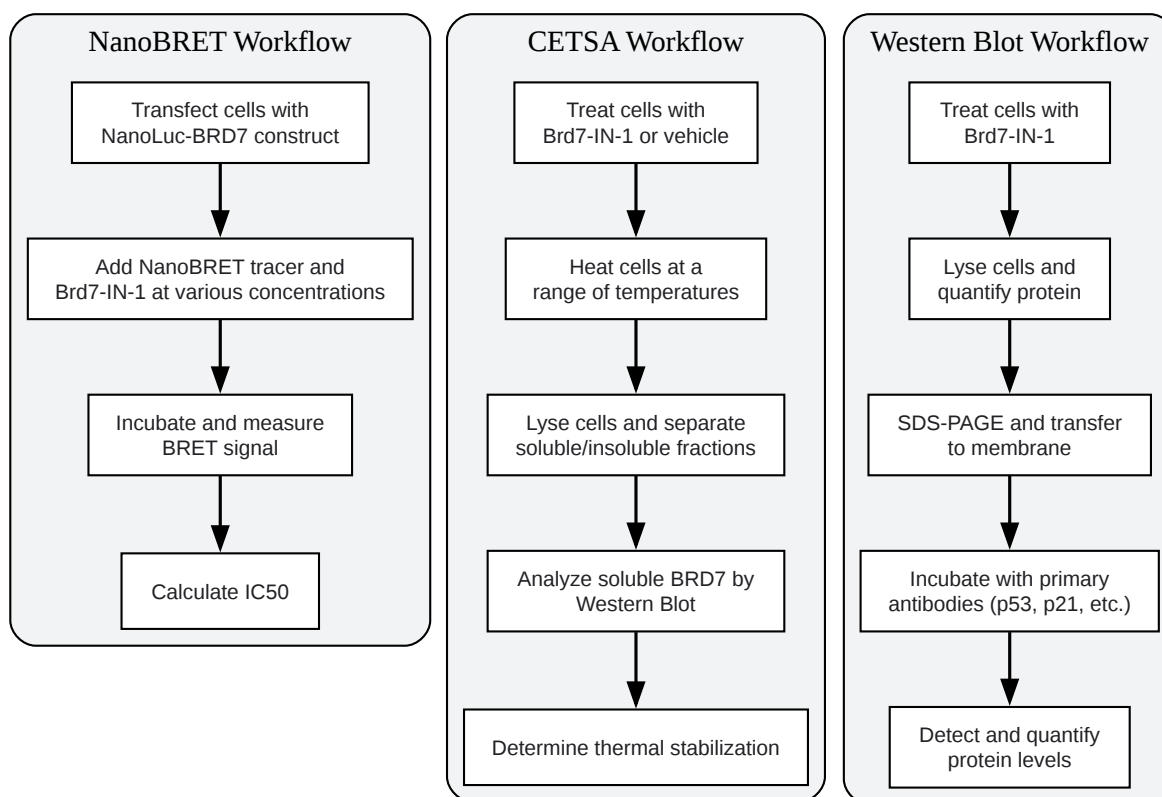 NanoBRET Workflow
Transfect cells with
NanoLuc-BRD7 construct
Add NanoBRET tracer and
Brd7-IN-1 at various concentrations
Incubate and measure
BRET signal
Calculate IC50
CETSA Workflow
Treat cells with
Brd7-IN-1 or vehicle
Heat cells at a
range of temperatures
Lyse cells and separate
soluble/insoluble fractions
Analyze soluble BRD7 by
Western Blot
Determine thermal stabilization
Western Blot Workflow
Treat cells with
Brd7-IN-1
Lyse cells and
quantify protein
SDS-PAGE and transfer
to membrane
Incubate with primary
antibodies (p53, p21, etc.)
Detect and quantify
protein levels